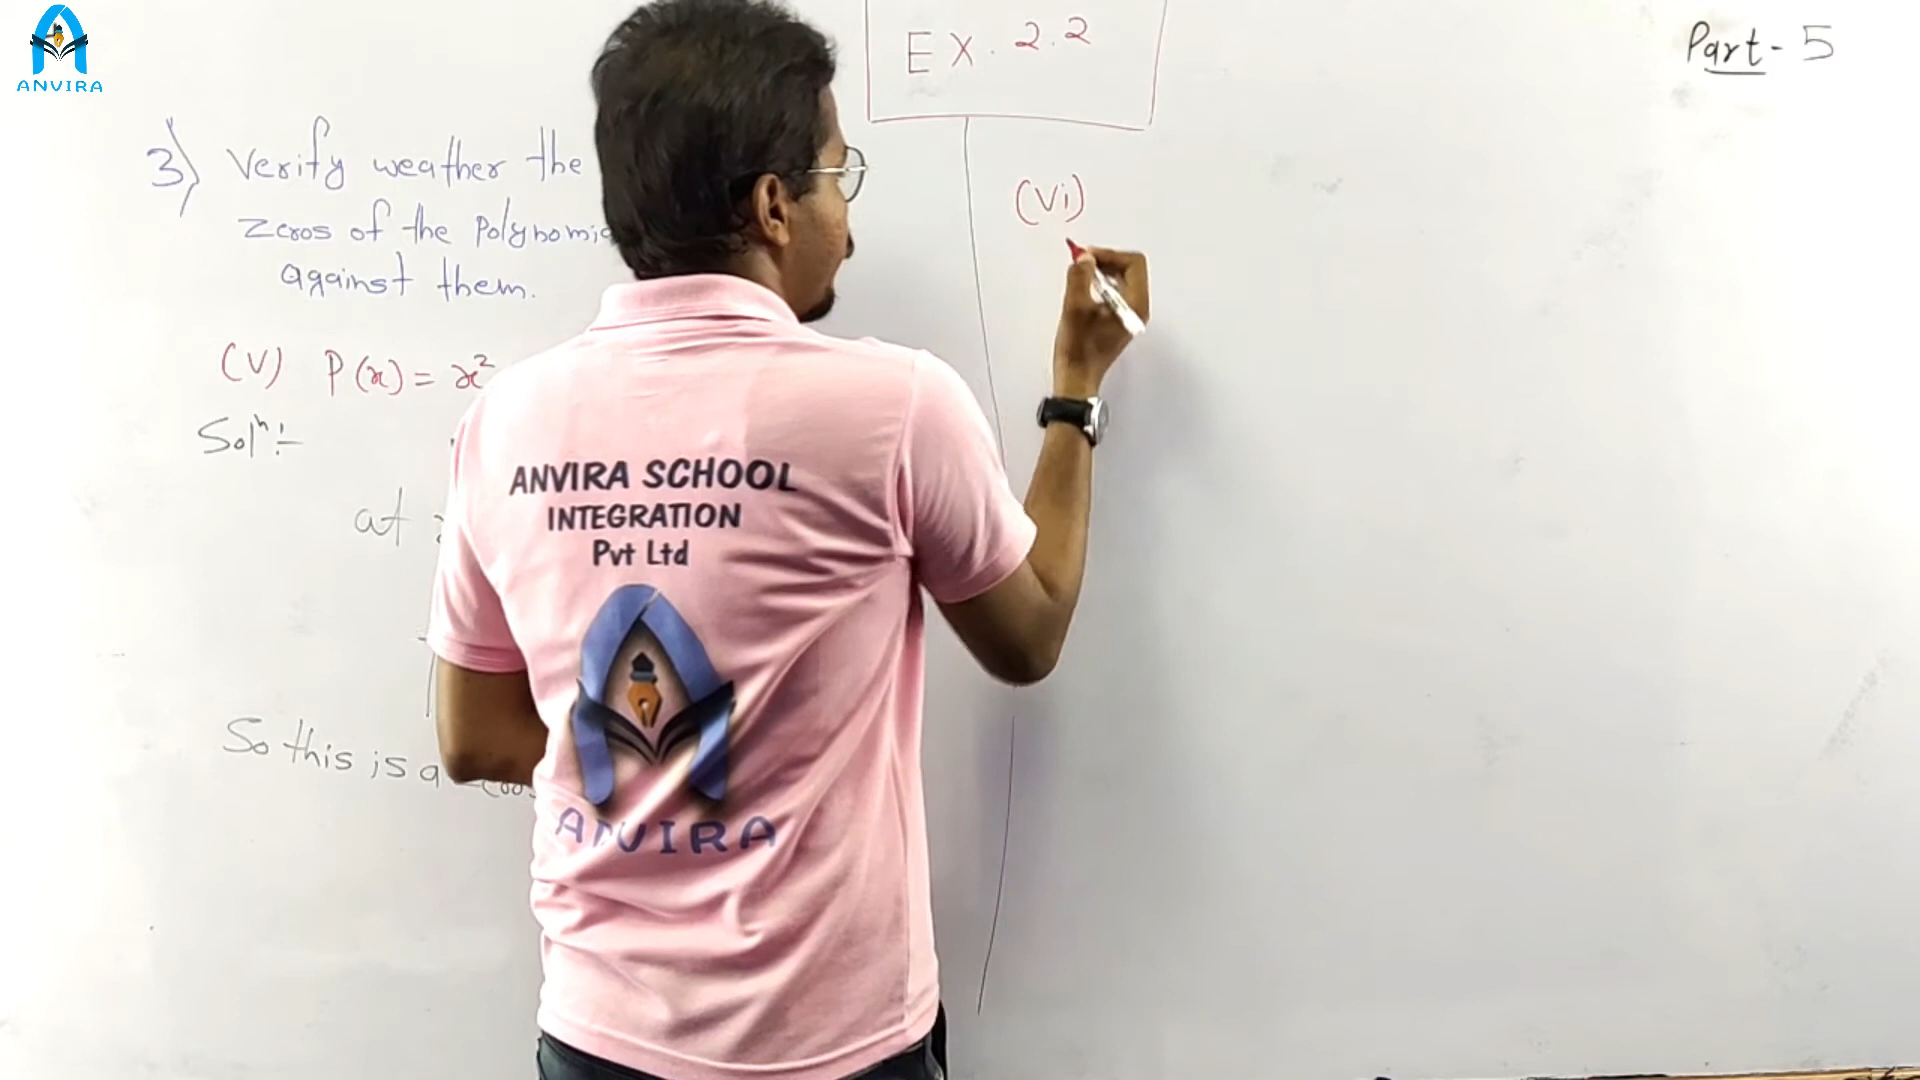 ANVIRA
EX. 2.2
Part - 5
3) Verify weather the
zeros of the
against them.
(V) P(x) = x²
Solⁿ:-
at
So this is a
(Vi)
ANVIRA SCHOOL
INTEGRATION
Pvt Ltd
ANVIRA